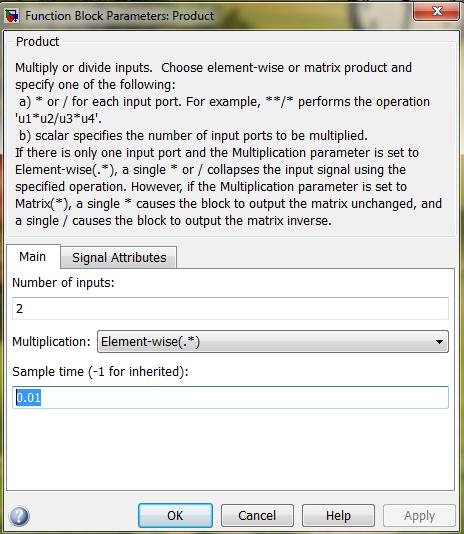 Function Block Parameters: Product
Product
Multiply or divide inputs.  Choose element-wise or matrix product and
specify one of the following:
a) * or / for each input port. For example, **/* performs the operation
'u1*u2/u3*u4'.
b) scalar specifies the number of input ports to be multiplied.
If there is only one input port and the Multiplication parameter is set to
Element-wise(.*), a single * or / collapses the input signal using the
specified operation. However, if the Multiplication parameter is set to
Matrix(*), a single * causes the block to output the matrix unchanged, and
a single / causes the block to output the matrix inverse.
Main Signal Attributes
Number of inputs:
2
Multiplication: Element-wise(.*)
Sample time (-1 for inherited):
0.01
OK Cancel Help Apply